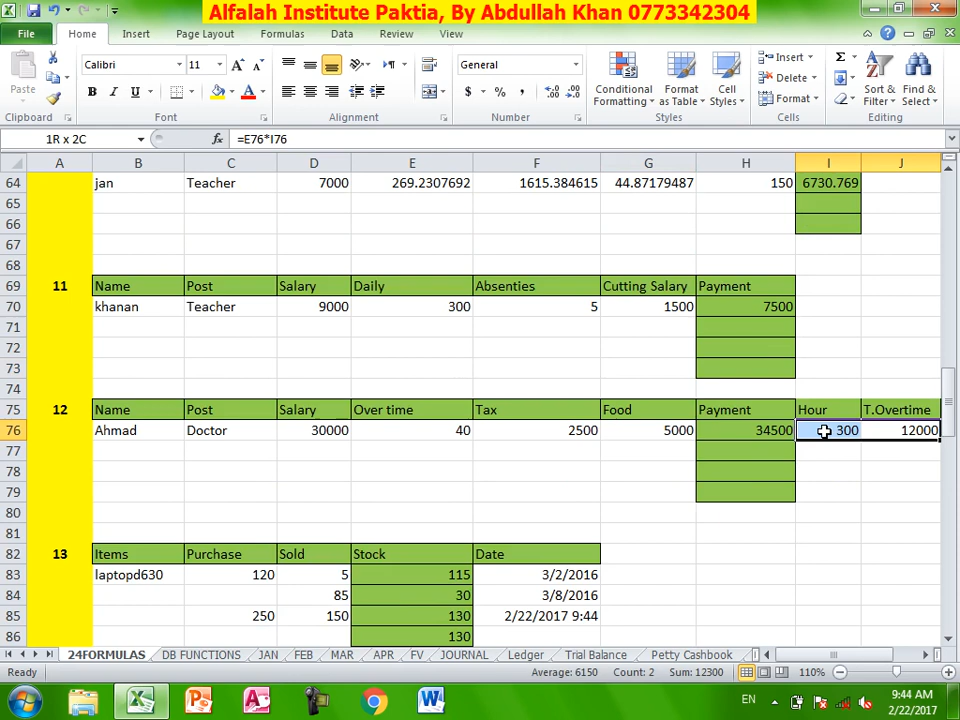 Alfalah Institute Paktia, By Abdullah Khan 0773342304
File Home Insert Page Layout Formulas Data Review View
Paste Calibri 11 General Conditional Formatting Format as Table Cell Styles Insert Delete Format Sort & Filter Find & Select
Clipboard Font Alignment Number Styles Cells Editing
1R x 2C fx =E76*I76
A B C D E F G H I J
64 jan Teacher 7000 269.2307692 1615.384615 44.87179487 150 6730.769
65
66
67
68
69 11 Name Post Salary Daily Absenties Cutting Salary Payment
70 khanan Teacher 9000 300 5 1500 7500
71
72
73
74
75 12 Name Post Salary Over time Tax Food Payment Hour T.Overtime
76 Ahmad Doctor 30000 40 2500 5000 34500 300 12000
77
78
79
80
81
82 13 Items Purchase Sold Stock Date
83 laptopd630 120 5 115 3/2/2016
84 85 30 3/8/2016
85 250 150 130 2/22/2017 9:44
86 130
24FORMULAS DB FUNCTIONS JAN FEB MAR APR FV JOURNAL Ledger Trial Balance Petty Cashbook
Ready Average: 6150 Count: 2 Sum: 12300 110%
EN 9:44 AM
2/22/2017